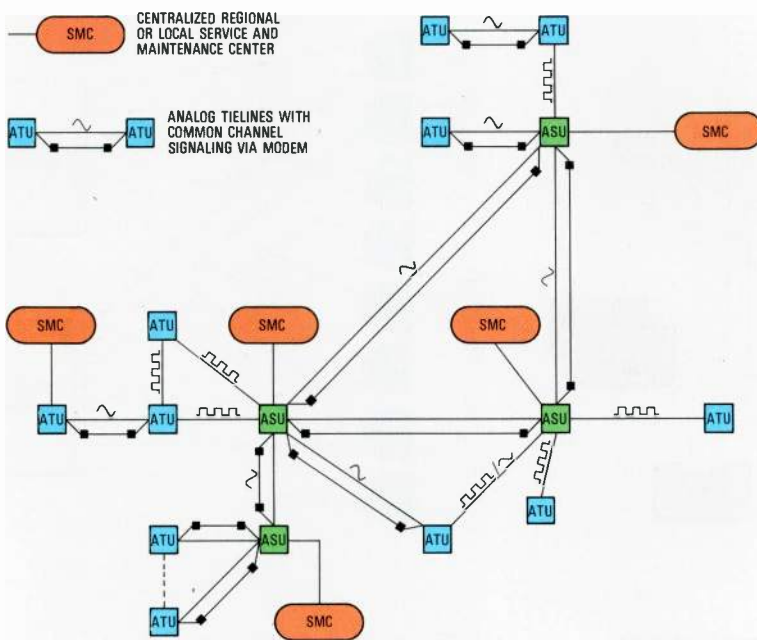 SMC
CENTRALIZED REGIONAL
OR LOCAL SERVICE AND
MAINTENANCE CENTER
ATU
ATU
ATU
ATU
ANALOG TIELINES WITH
COMMON CHANNEL
SIGNALING VIA MODEM
ATU
ASU
SMC
SMC
SMC
SMC
ATU
ATU
ATU
ASU
ASU
ATU
ATU
ATU
ASU
ATU
ATU
SMC